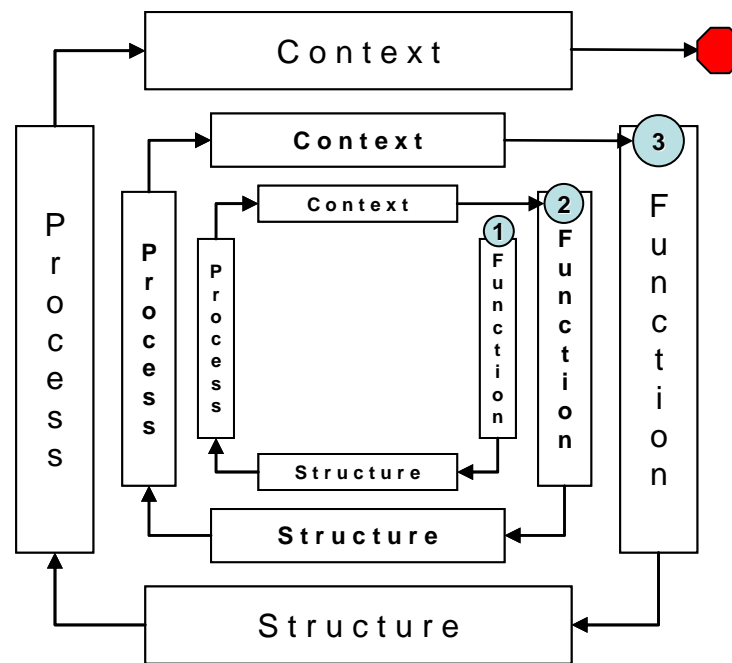 Context
3
Context
2
Context
1
Process
Process
Process
Function
Function
Function
Structure
Structure
Structure